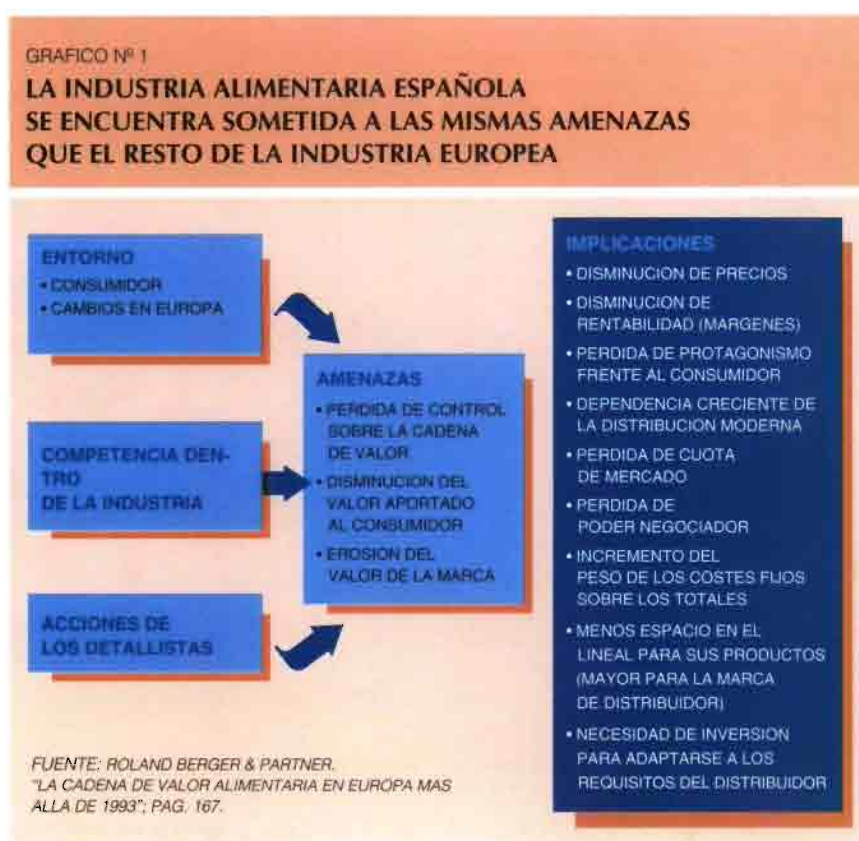 GRAFICO Nº 1
LA INDUSTRIA ALIMENTARIA ESPAÑOLA
SE ENCUENTRA SOMETIDA A LAS MISMAS AMENAZAS
QUE EL RESTO DE LA INDUSTRIA EUROPEA
ENTORNO
• CONSUMIDOR
• CAMBIOS EN EUROPA
COMPETENCIA DEN-
TRO
DE LA INDUSTRIA
ACCIONES DE
LOS DETALLISTAS
AMENAZAS
• PERDIDA DE CONTROL
SOBRE LA CADENA
DE VALOR
• DISMINUCION DEL
VALOR APORTADO
AL CONSUMIDOR
• EROSION DEL
VALOR DE LA MARCA
IMPLICACIONES
• DISMINUCION DE PRECIOS
• DISMINUCION DE
RENTABILIDAD (MARGENES)
• PERDIDA DE PROTAGONISMO
FRENTE AL CONSUMIDOR
• DEPENDENCIA CRECIENTE DE
LA DISTRIBUCION MODERNA
• PERDIDA DE CUOTA
DE MERCADO
• PERDIDA DE
PODER NEGOCIADOR
• INCREMENTO DEL
PESO DE LOS COSTES FIJOS
SOBRE LOS TOTALES
• MENOS ESPACIO EN EL
LINEAL PARA SUS PRODUCTOS
(MAYOR PARA LA MARCA
DE DISTRIBUIDOR)
• NECESIDAD DE INVERSION
PARA ADAPTARSE A LOS
REQUISITOS DEL DISTRIBUIDOR
FUENTE: ROLAND BERGER & PARTNER.
"LA CADENA DE VALOR ALIMENTARIA EN EUROPA MAS
ALLA DE 1993"; PAG. 167.